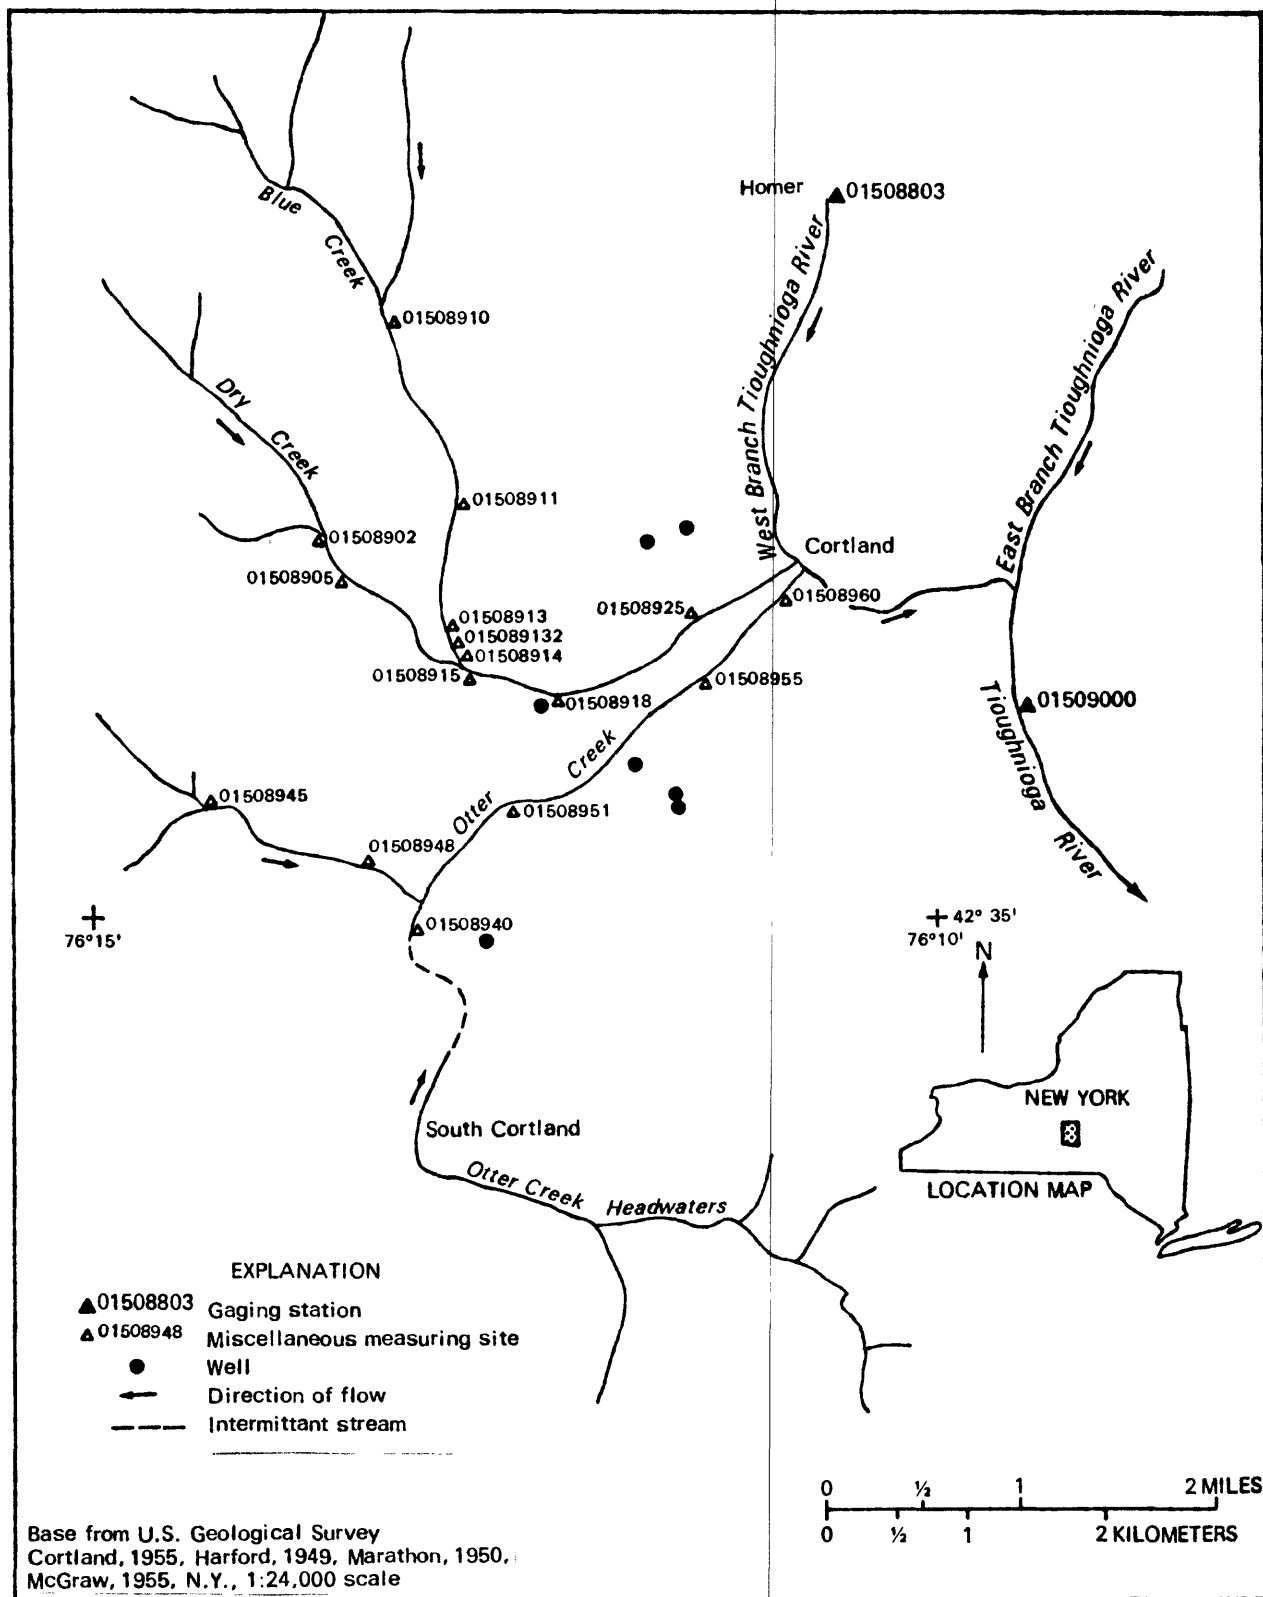 Homer
01508803
Blue
Creek
West Branch Tioughnioga River
East Branch Tioughnioga River
01508910
Dry
Creek
01508911
01508902
Cortland
01508905
01508960
01508925
01508913
015089132
01508914
01508915
01508955
01508918
01509000
Tioughnioga
River
Creek
Otter
01508945
01508951
01508948
01508940
76°15'
42° 35'
76°10'
N
NEW YORK
South Cortland
Otter Creek
Headwaters
LOCATION MAP
EXPLANATION
01508803 Gaging station
01508948 Miscellaneous measuring site
Well
Direction of flow
Intermittant stream
0 ½ 1 2 MILES
0 ½ 1 2 KILOMETERS
Base from U.S. Geological Survey
Cortland, 1955, Harford, 1949, Marathon, 1950,
McGraw, 1955, N.Y., 1:24,000 scale